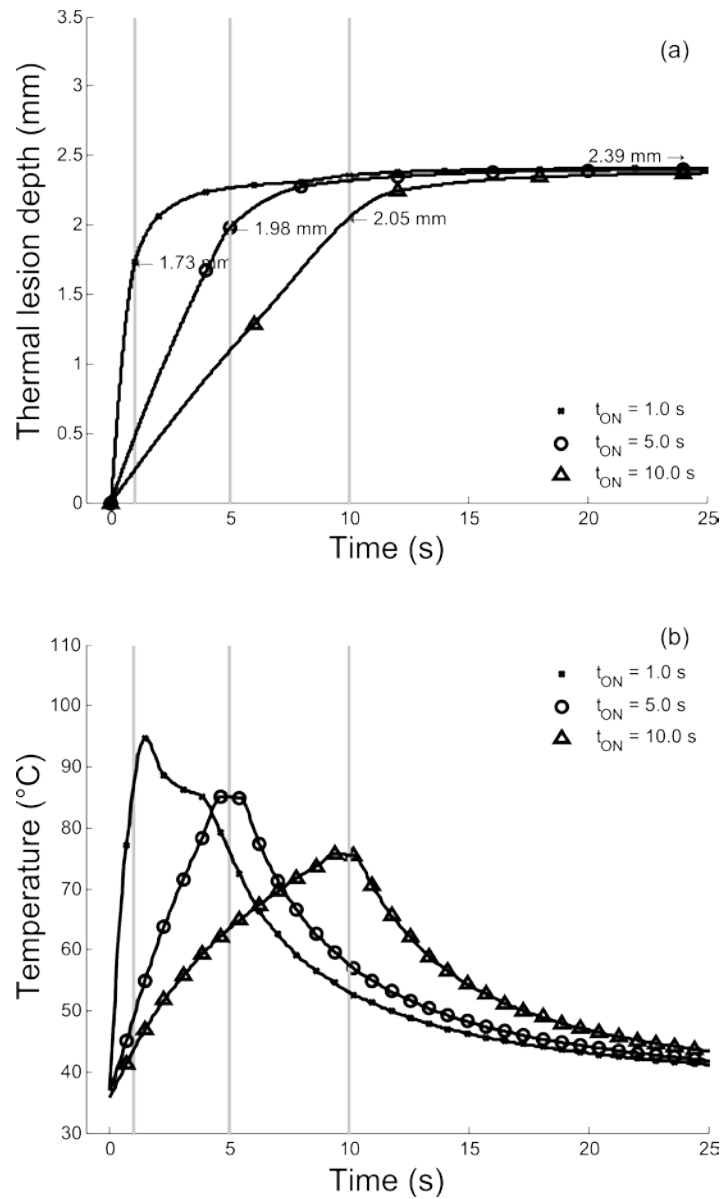 (a)
Thermal lesion depth (mm)
3.5
3
2.5
2
1.5
1
0.5
0
2.39 mm →
← 1.98 mm
← 2.05 mm
← 1.73 mm
t_ON = 1.0 s
t_ON = 5.0 s
t_ON = 10.0 s
0 5 10 15 20 25
Time (s)
(b)
Temperature (°C)
110
100
90
80
70
60
50
40
30
t_ON = 1.0 s
t_ON = 5.0 s
t_ON = 10.0 s
0 5 10 15 20 25
Time (s)